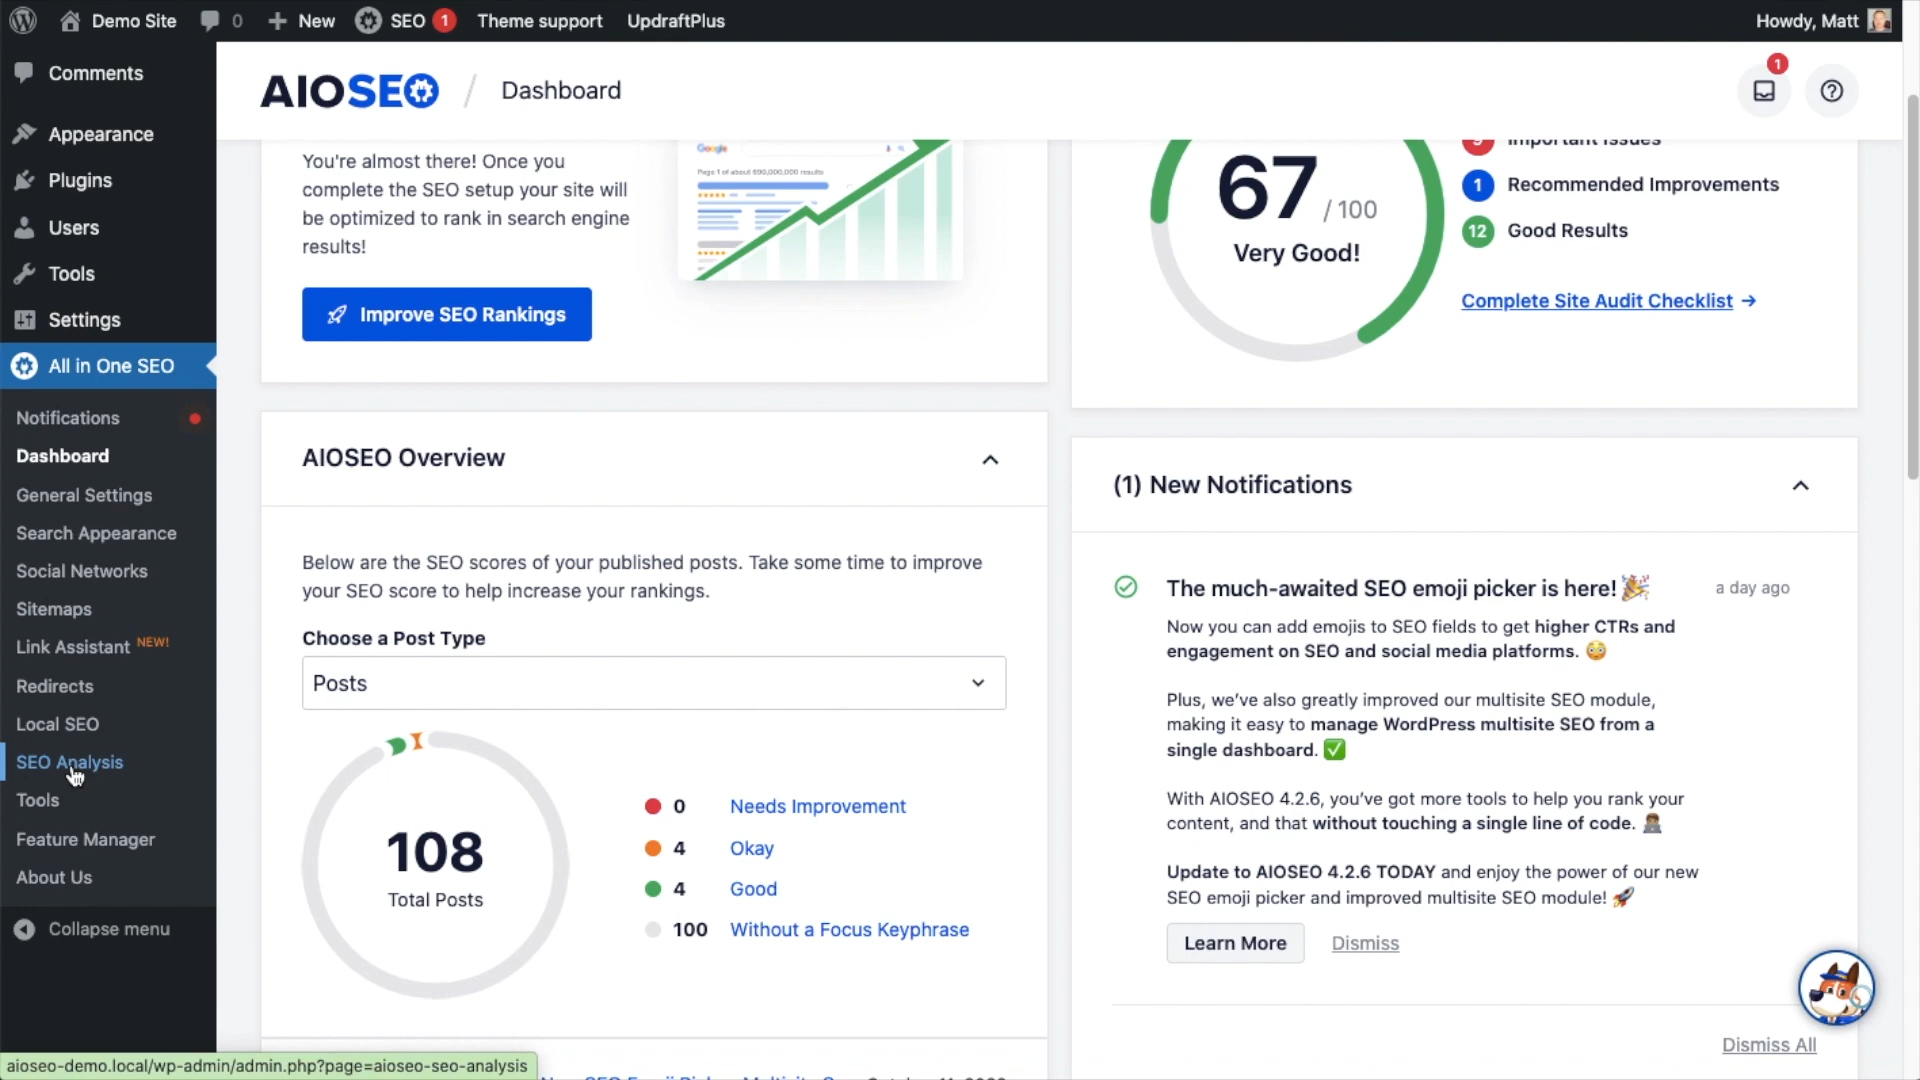 Demo Site
0
New
SEO
1
Theme support
UpdraftPlus
Howdy, Matt
Comments
Appearance
Plugins
Users
Tools
Settings
All in One SEO
Notifications
Dashboard
General Settings
Search Appearance
Social Networks
Sitemaps
Link Assistant NEW!
Redirects
Local SEO
SEO Analysis
Tools
Feature Manager
About Us
Collapse menu
aioseo-demo.local/wp-admin/admin.php?page=aioseo-seo-analysis
AIOSEO / Dashboard
1
You're almost there! Once you
complete the SEO setup your site will
be optimized to rank in search engine
results!
Improve SEO Rankings
Google
Page 1 of about 690,000,000 results
67 / 100
Very Good!
Important Issues
1 Recommended Improvements
12 Good Results
Complete Site Audit Checklist →
AIOSEO Overview
Below are the SEO scores of your published posts. Take some time to improve
your SEO score to help increase your rankings.
Choose a Post Type
Posts
108
Total Posts
0 Needs Improvement
4 Okay
4 Good
100 Without a Focus Keyphrase
(1) New Notifications
The much-awaited SEO emoji picker is here! 🎉
a day ago
Now you can add emojis to SEO fields to get higher CTRs and
engagement on SEO and social media platforms. 😳
Plus, we've also greatly improved our multisite SEO module,
making it easy to manage WordPress multisite SEO from a
single dashboard. ✅
With AIOSEO 4.2.6, you've got more tools to help you rank your
content, and that without touching a single line of code. 👨🏽‍💻
Update to AIOSEO 4.2.6 TODAY and enjoy the power of our new
SEO emoji picker and improved multisite SEO module! 🚀
Learn More
Dismiss
Dismiss All